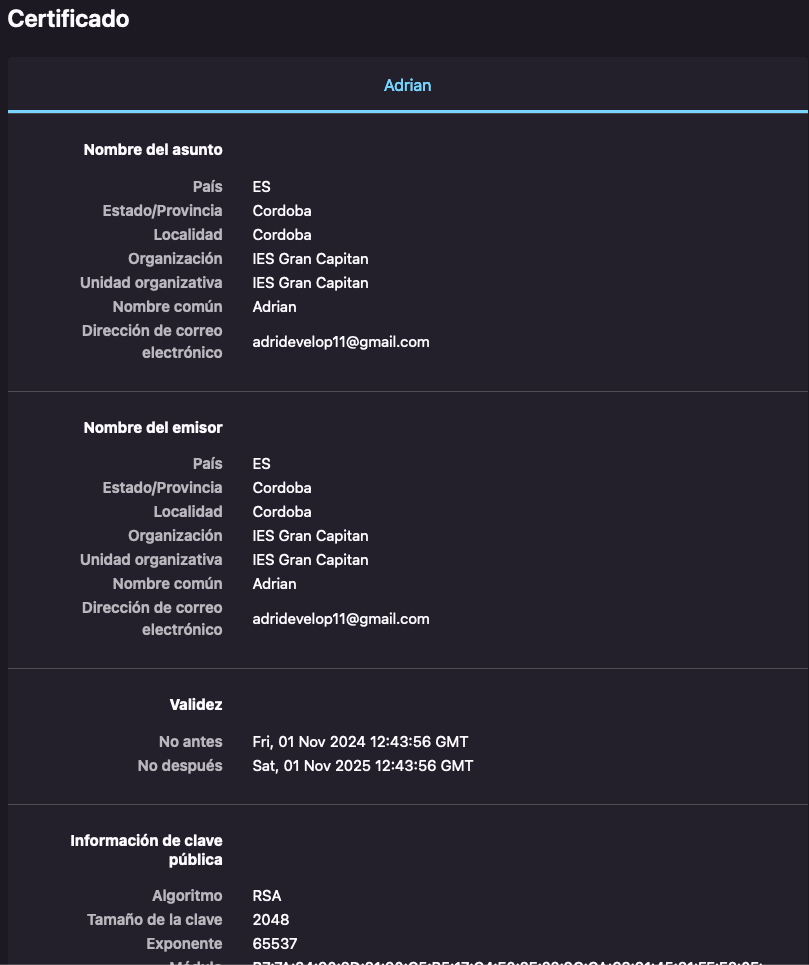 Certificado
Adrian
Nombre del asunto
País ES
Estado/Provincia Cordoba
Localidad Cordoba
Organización IES Gran Capitan
Unidad organizativa IES Gran Capitan
Nombre común Adrian
Dirección de correo
electrónico adridevelop11@gmail.com
Nombre del emisor
País ES
Estado/Provincia Cordoba
Localidad Cordoba
Organización IES Gran Capitan
Unidad organizativa IES Gran Capitan
Nombre común Adrian
Dirección de correo
electrónico adridevelop11@gmail.com
Validez
No antes Fri, 01 Nov 2024 12:43:56 GMT
No después Sat, 01 Nov 2025 12:43:56 GMT
Información de clave
pública
Algoritmo RSA
Tamaño de la clave 2048
Exponente 65537